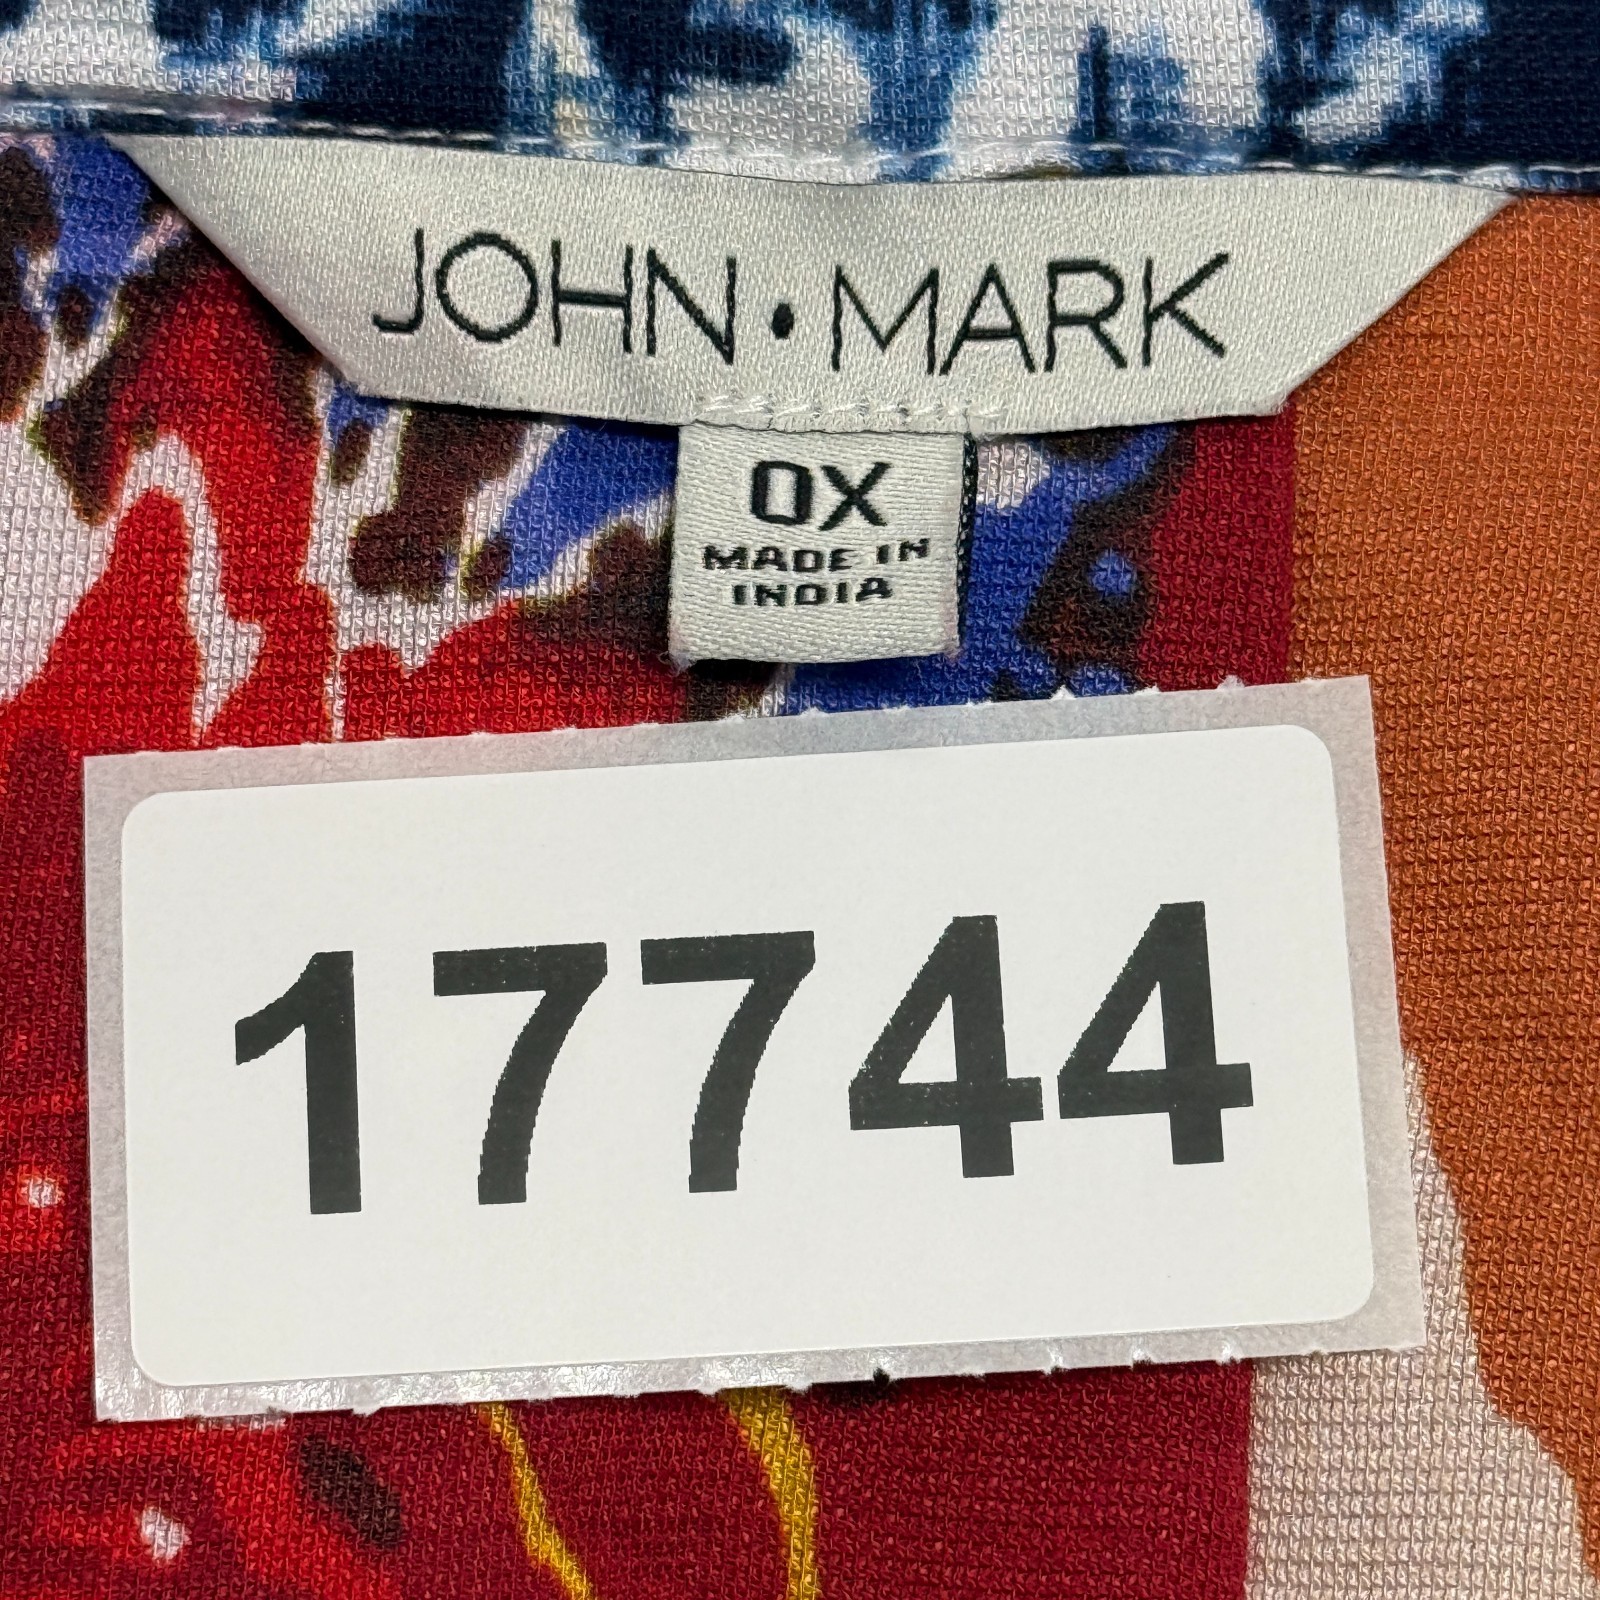 JOHN • MARK
0X
MADE IN
INDIA
17744